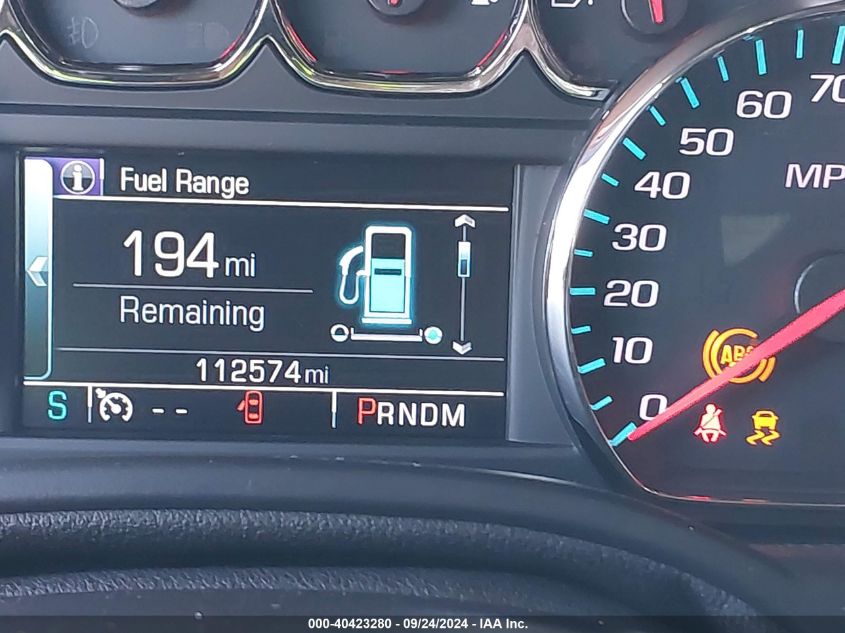 Fuel Range
194 mi
Remaining
112574 mi
S -- PRNDM
0
10
20
30
40
50
60
70
MP
ABS
000-40423280 - 09/24/2024 - IAA Inc.